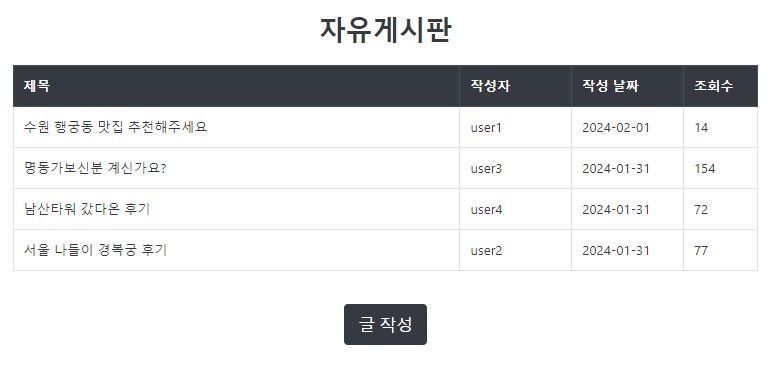 자유게시판
제목 작성자 작성 날짜 조회수
수원 행궁동 맛집 추천해주세요 user1 2024-02-01 14
명동가보신분 계신가요? user3 2024-01-31 154
남산타워 갔다온 후기 user4 2024-01-31 72
서울 나들이 경복궁 후기 user2 2024-01-31 77
글 작성